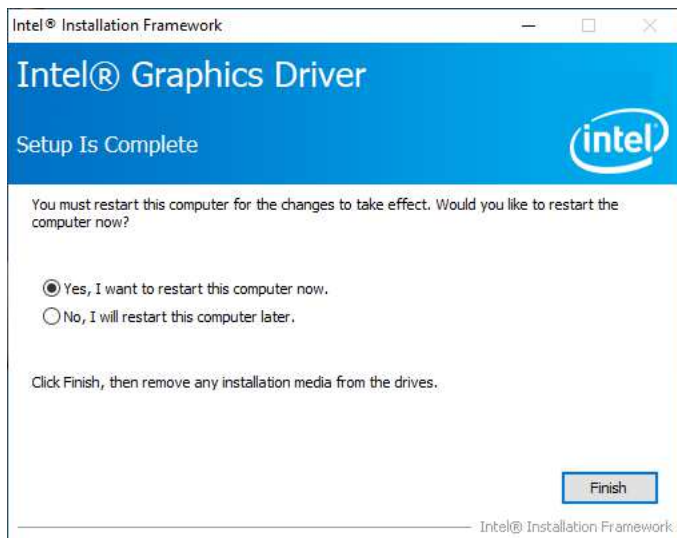 Intel® Installation Framework
Intel® Graphics Driver
Setup Is Complete
intel
You must restart this computer for the changes to take effect. Would you like to restart the
computer now?
Yes, I want to restart this computer now.
No, I will restart this computer later.
Click Finish, then remove any installation media from the drives.
Finish
Intel® Installation Framework